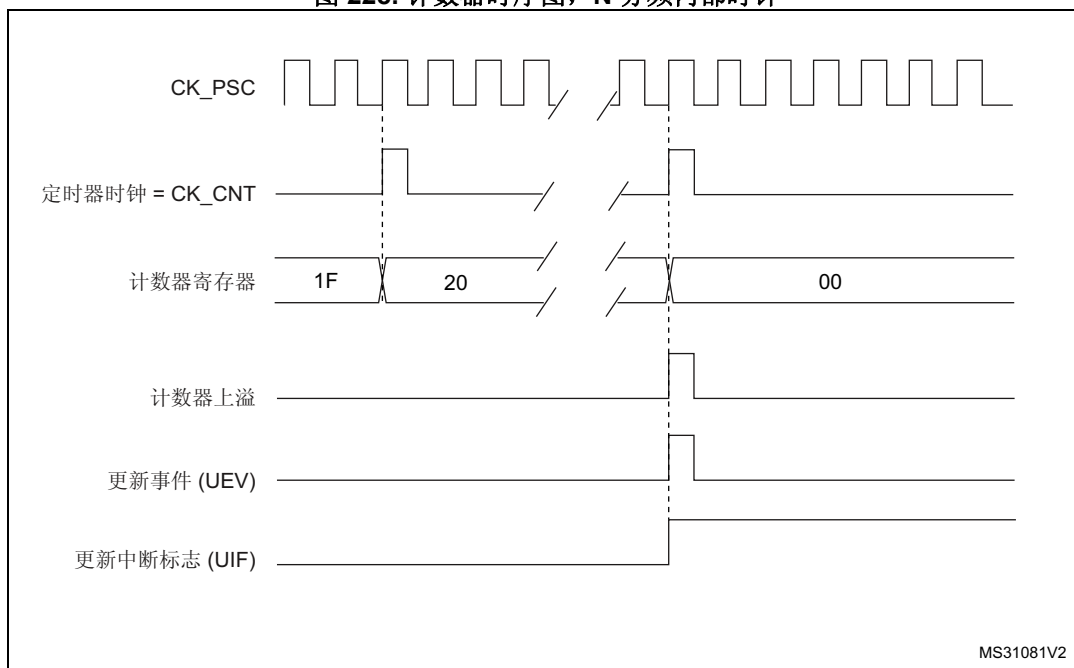 CK_PSC
定时器时钟 = CK_CNT
计数器寄存器
1F
20
00
计数器上溢
更新事件 (UEV)
更新中断标志 (UIF)
MS31081V2